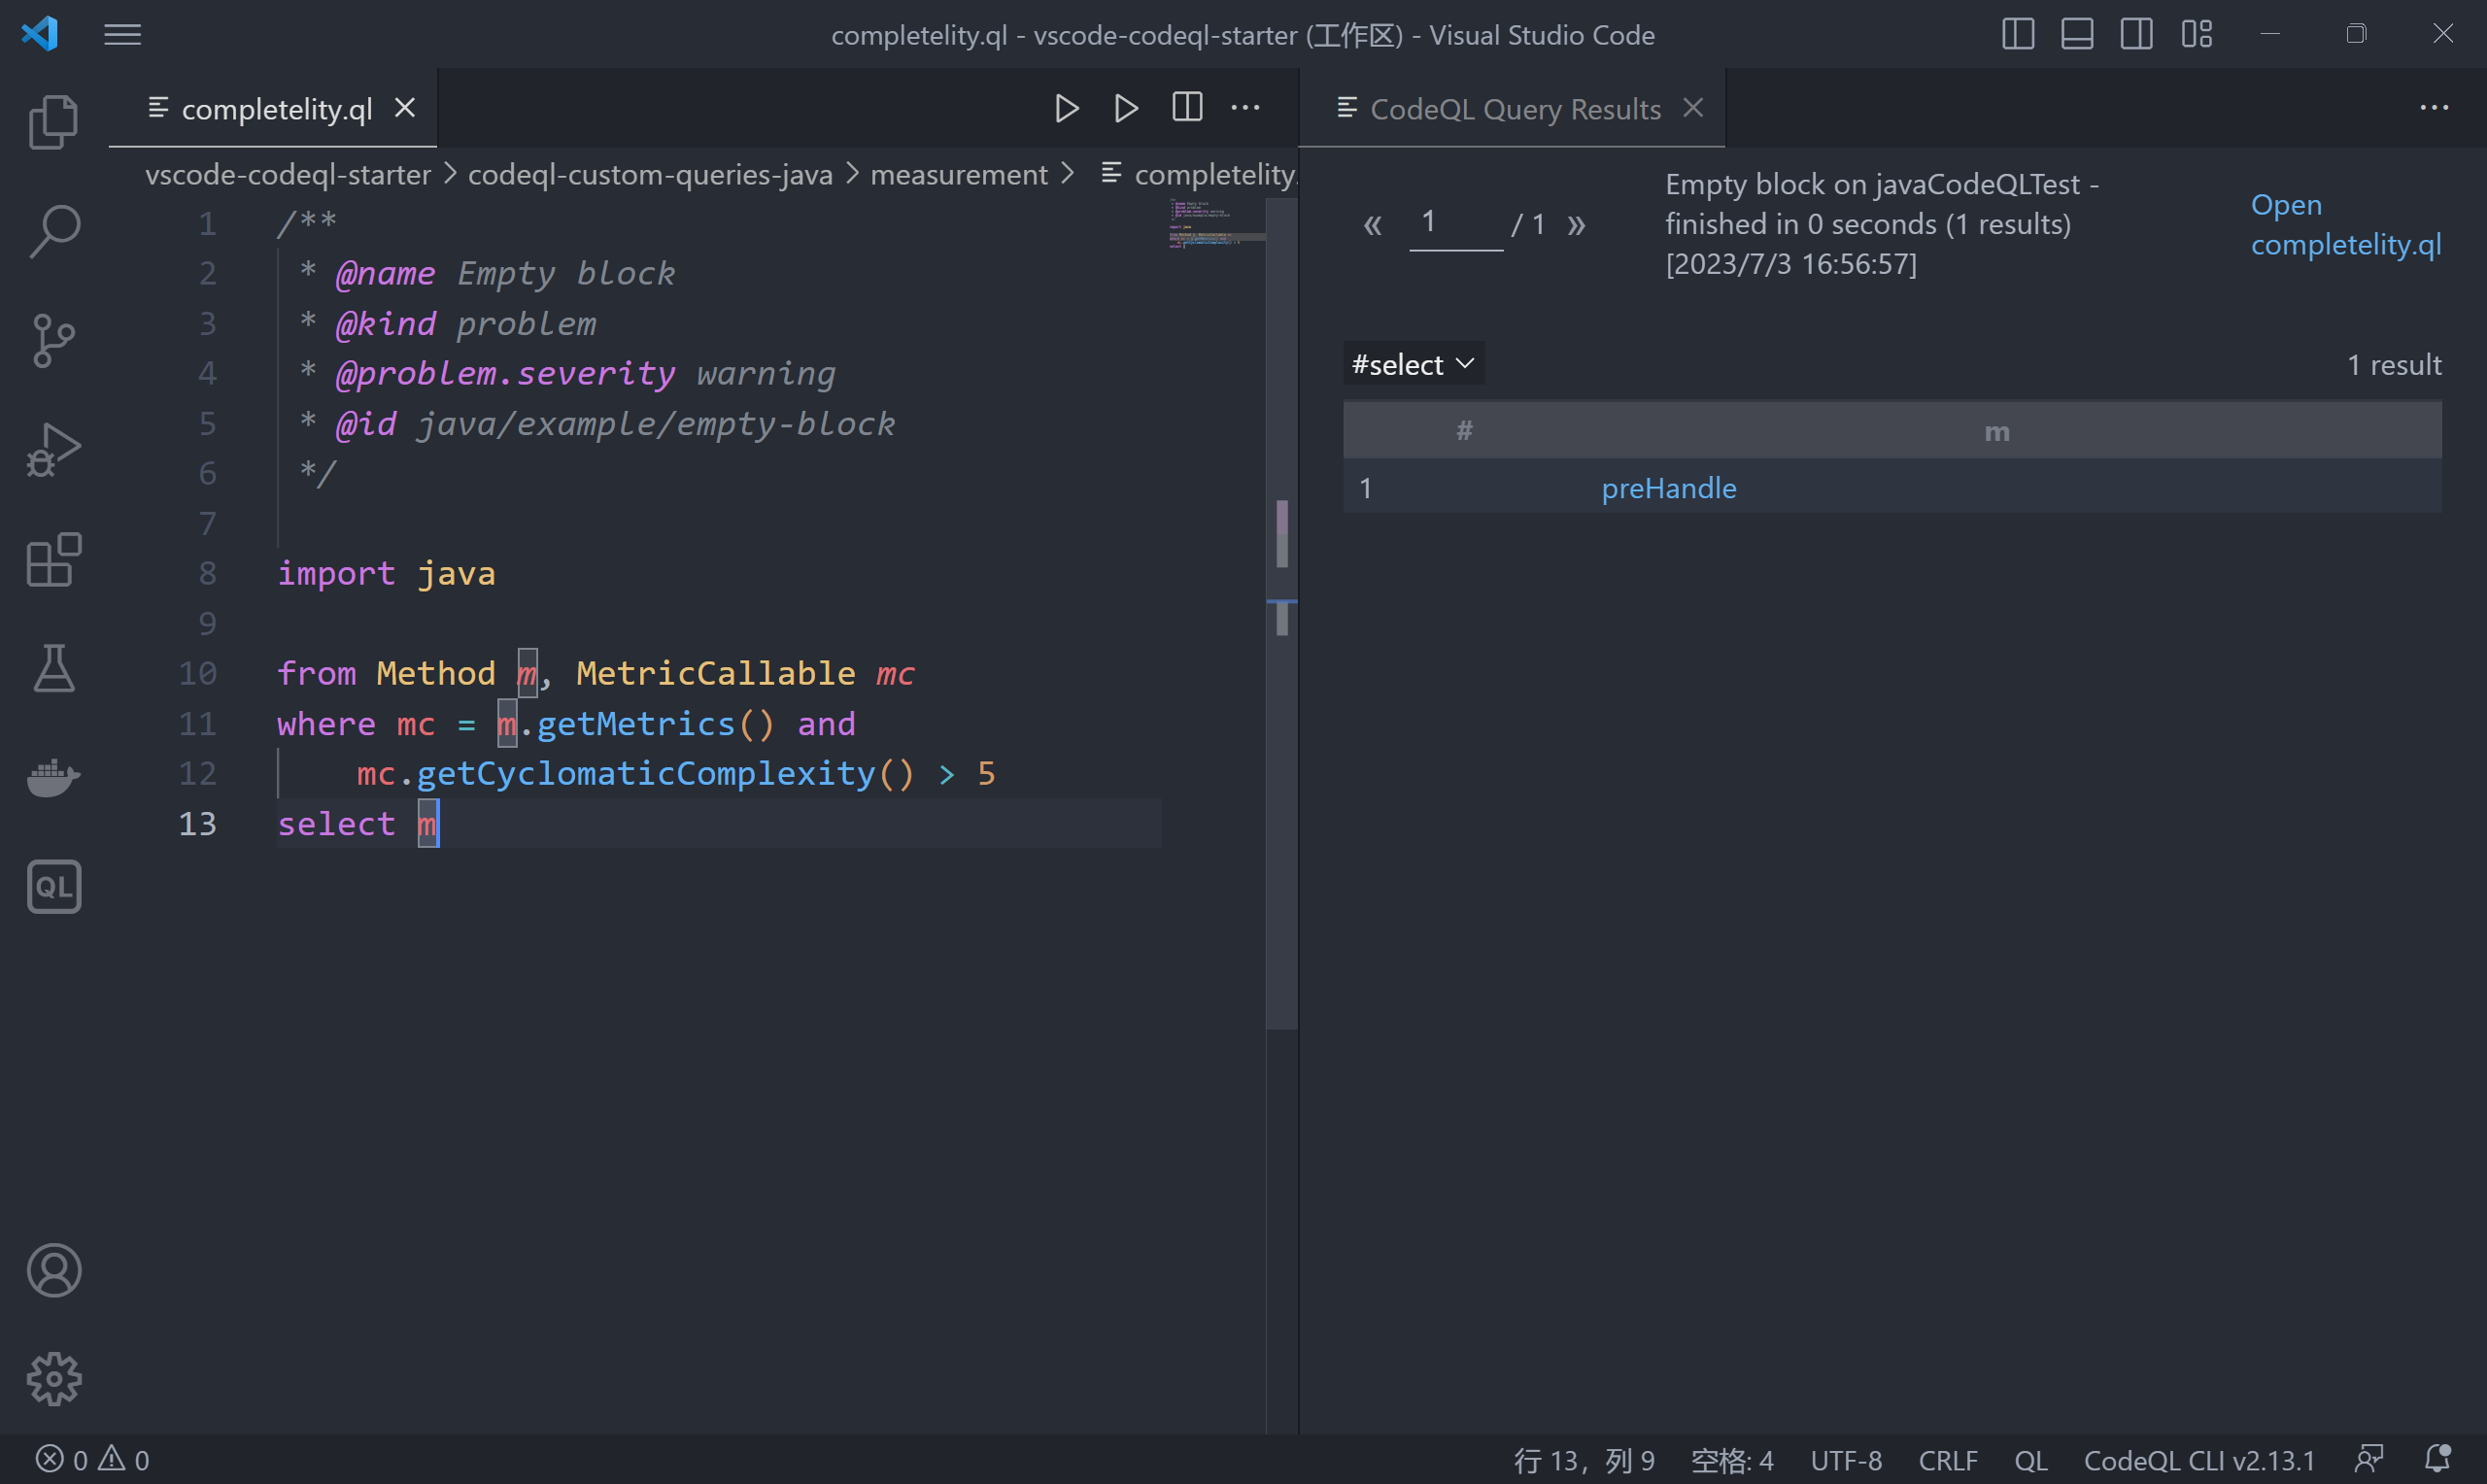 completelity.ql - vscode-codeql-starter (工作区) - Visual Studio Code
completelity.ql
CodeQL Query Results
vscode-codeql-starter > codeql-custom-queries-java > measurement > completelity.
1 /**
2 * @name Empty block
3 * @kind problem
4 * @problem.severity warning
5 * @id java/example/empty-block
6 */
7
8 import java
9
10 from Method m, MetricCallable mc
11 where mc = m.getMetrics() and
12 mc.getCyclomaticComplexity() > 5
13 select m
« 1 / 1 »
Empty block on javaCodeQLTest -
finished in 0 seconds (1 results)
[2023/7/3 16:56:57]
Open
completelity.ql
#select
1 result
# m
1 preHandle
QL
0 0
行 13，列 9 空格: 4 UTF-8 CRLF QL CodeQL CLI v2.13.1